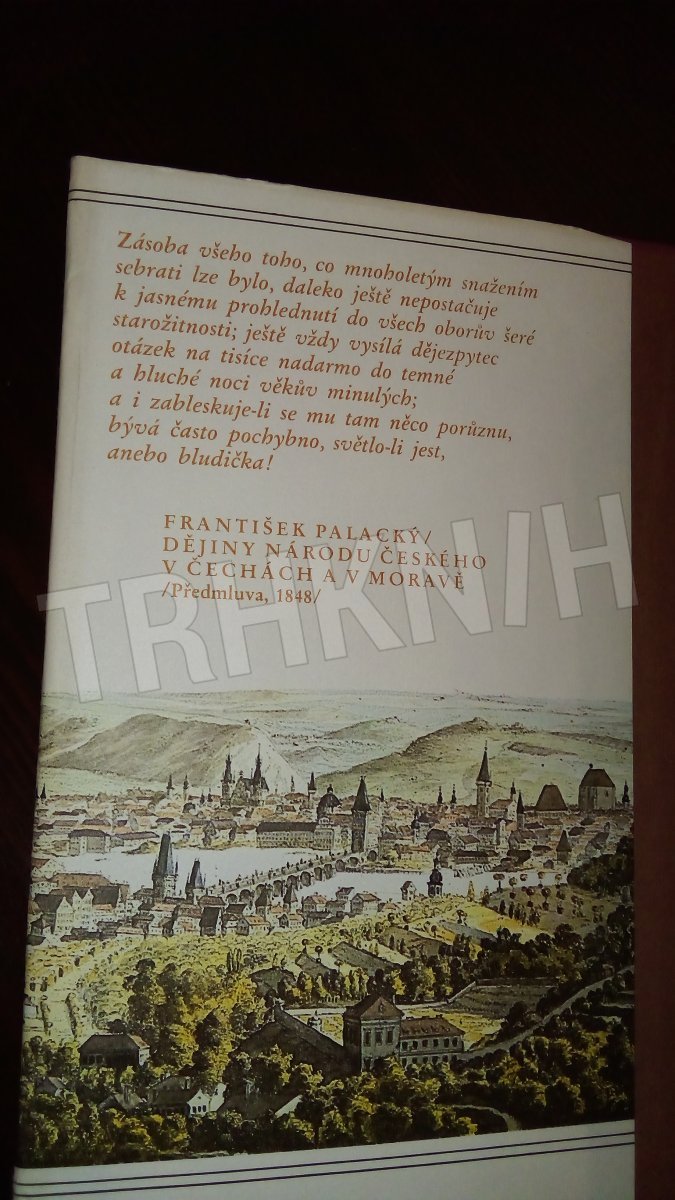 Zásoba všeho toho, co mnoholetým snažením
sebrati lze bylo, daleko ještě nepostačuje
k jasnému prohlednutí do všech oborův šeré
starožitnosti; ještě vždy vysílá dějezpytec
otázek na tisíce nadarmo do temné
a hluché noci věkův minulých;
a i zableskuje-li se mu tam něco porůznu,
bývá často pochybno, světlo-li jest,
anebo bludička!
FRANTIŠEK PALACKÝ/
DĚJINY NÁRODU ČESKÉHO
V ČECHÁCH A V MORAVĚ
/Předmluva, 1848/
TRHKNIH